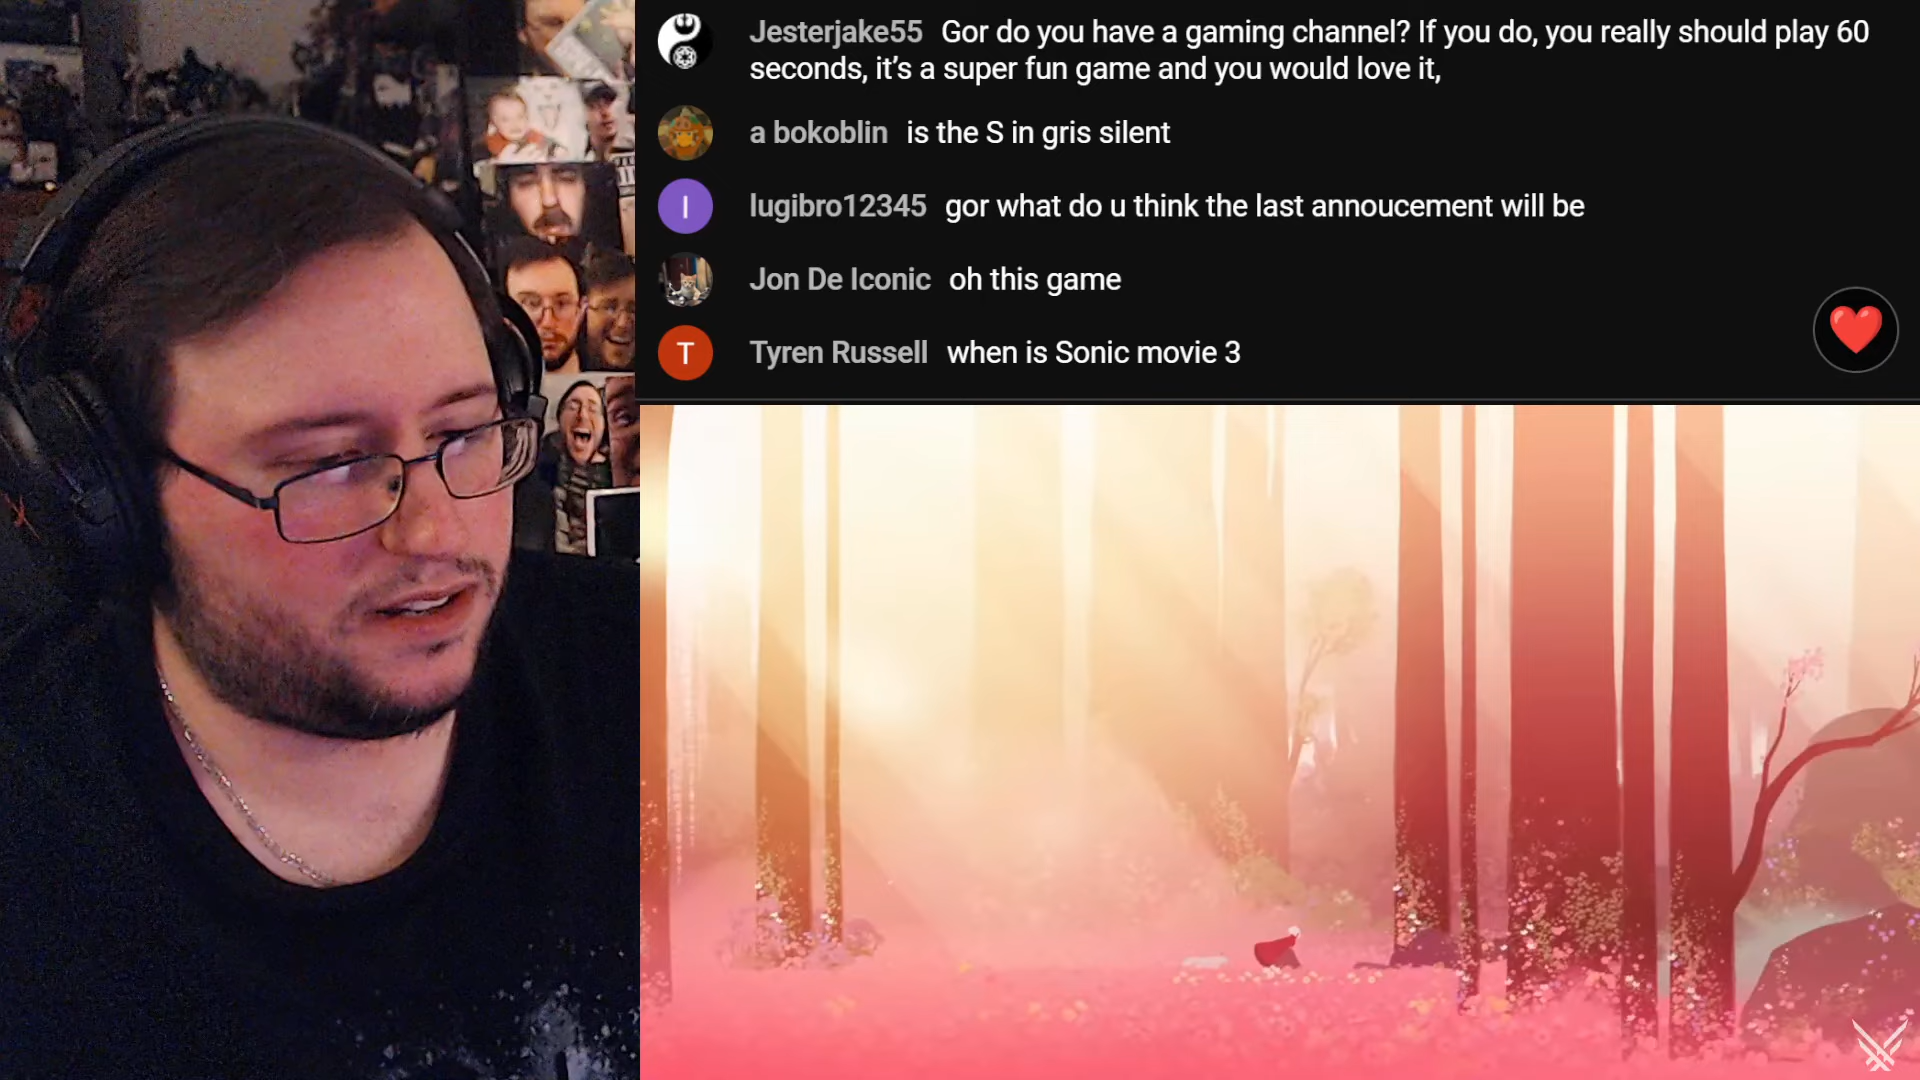 Jesterjake55 Gor do you have a gaming channel? If you do, you really should play 60
seconds, it’s a super fun game and you would love it,
a bokoblin is the S in gris silent
I
lugibro12345 gor what do u think the last annoucement will be
Jon De Iconic oh this game
T
Tyren Russell when is Sonic movie 3